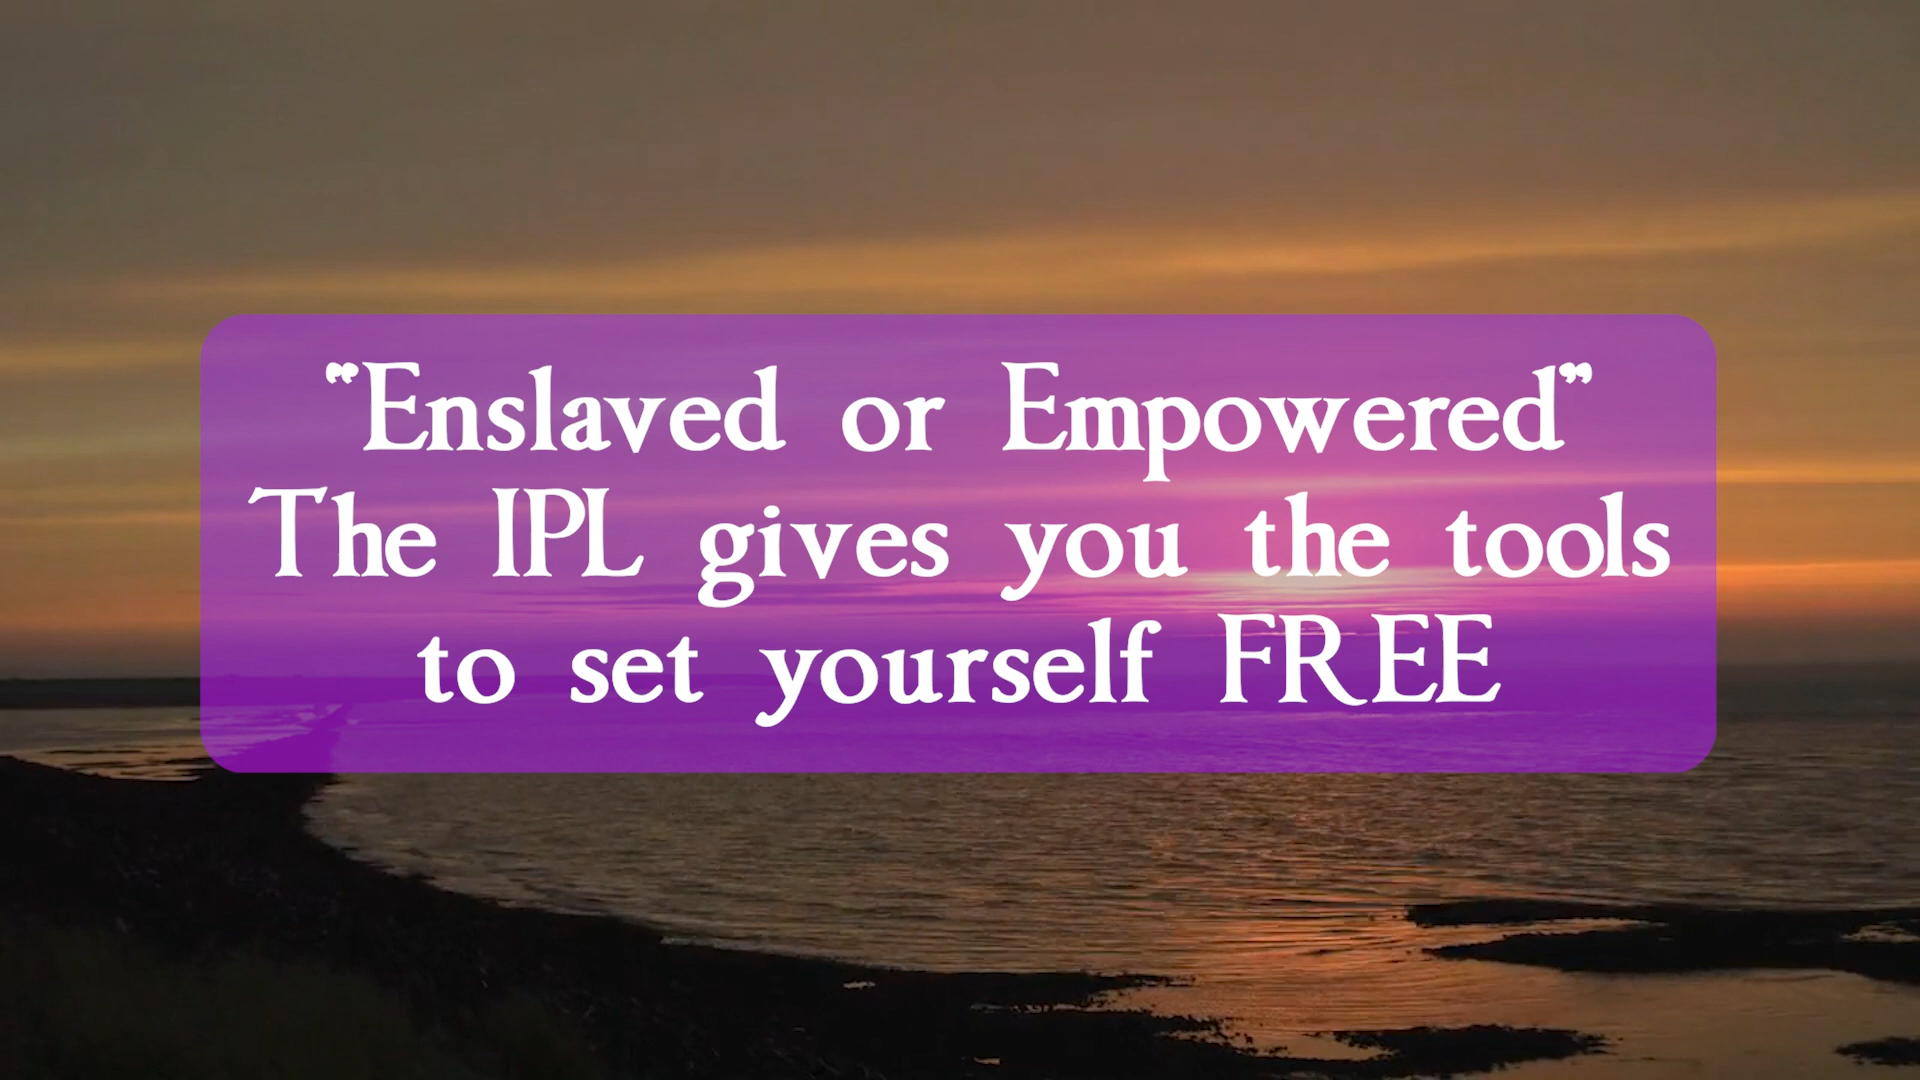 “Enslaved or Empowered”
The IPL gives you the tools
to set yourself FREE